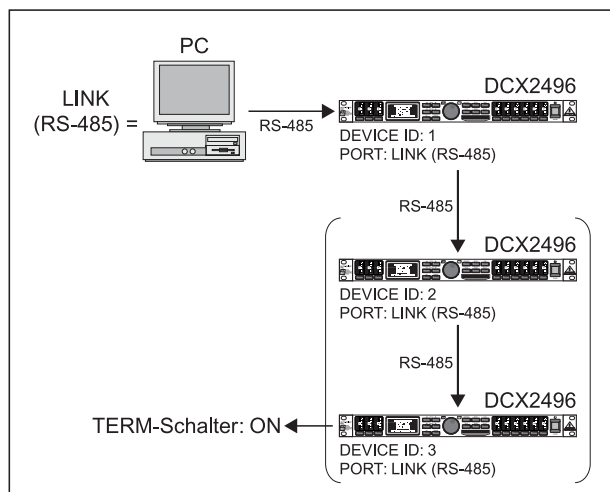 PC
LINK
(RS-485) =
RS-485
DCX2496
DEVICE ID: 1
PORT: LINK (RS-485)
RS-485
DCX2496
DEVICE ID: 2
PORT: LINK (RS-485)
RS-485
DCX2496
TERM-Schalter: ON
DEVICE ID: 3
PORT: LINK (RS-485)